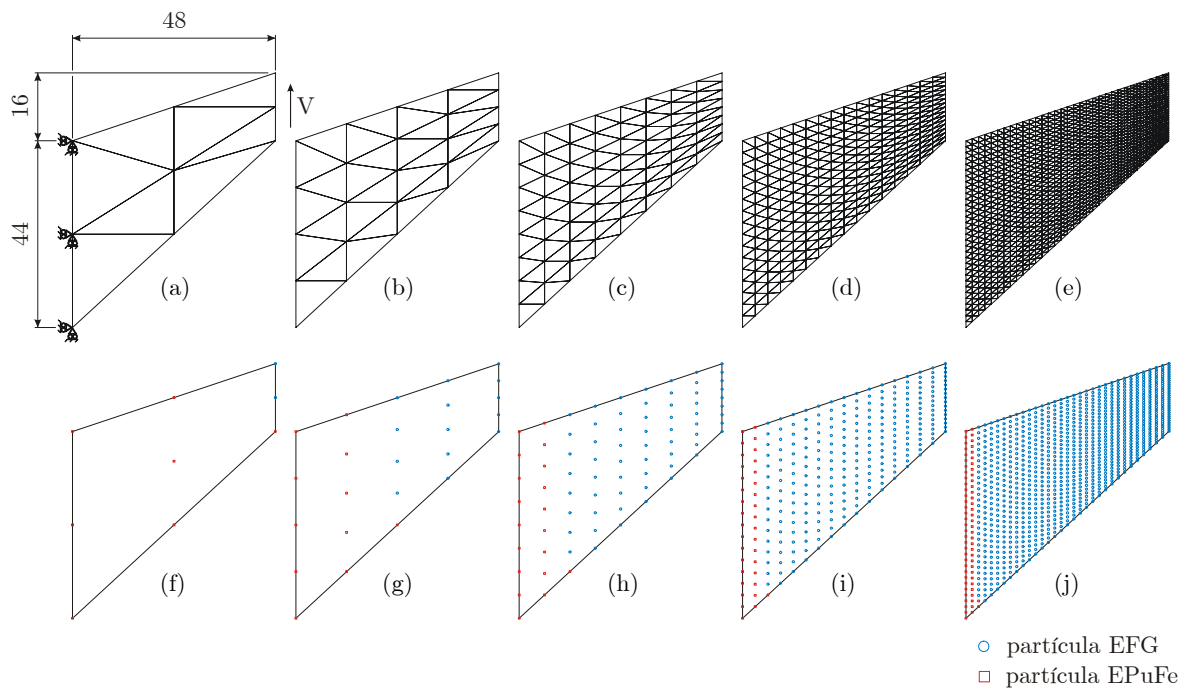 48
16
V
44
(a)
(b)
(c)
(d)
(e)
(f)
(g)
(h)
(i)
(j)
partícula EFG
partícula EPuFe